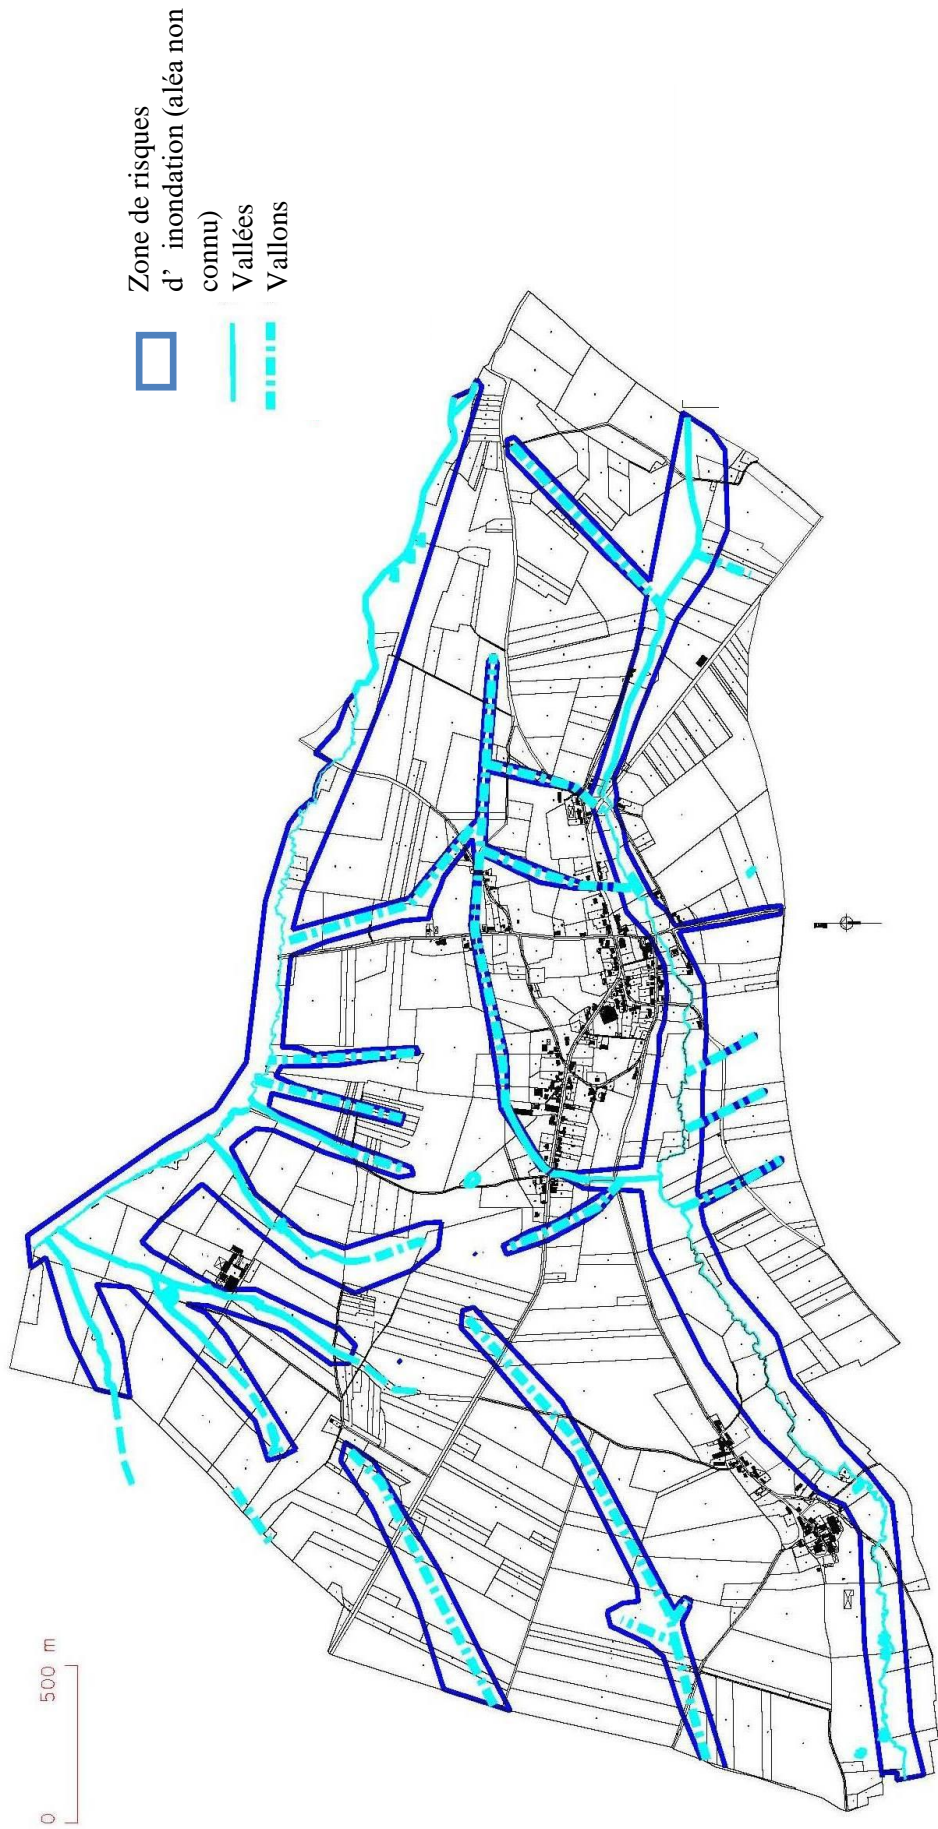 Zone de risques
d’ inondation (aléa non
connu)
Vallées
Vallons
0 500 m